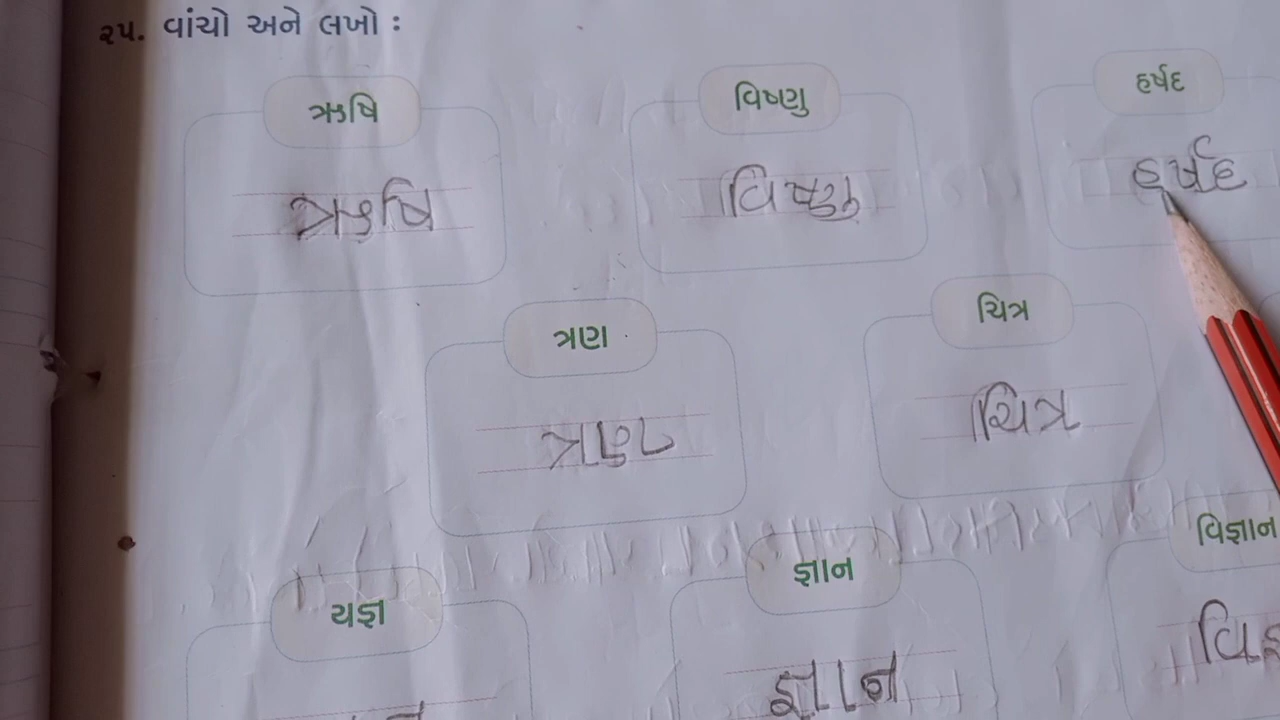 ૨૫. વાંચો અને લખો :
ઋષિ વિષ્ણુ હર્ષદ
ઋષિ વિષ્ણુ હર્ષદ
ત્રણ ચિત્ર
ત્રણ ચિત્ર
યજ્ઞ જ્ઞાન વિજ્ઞાન
જ્ઞાન